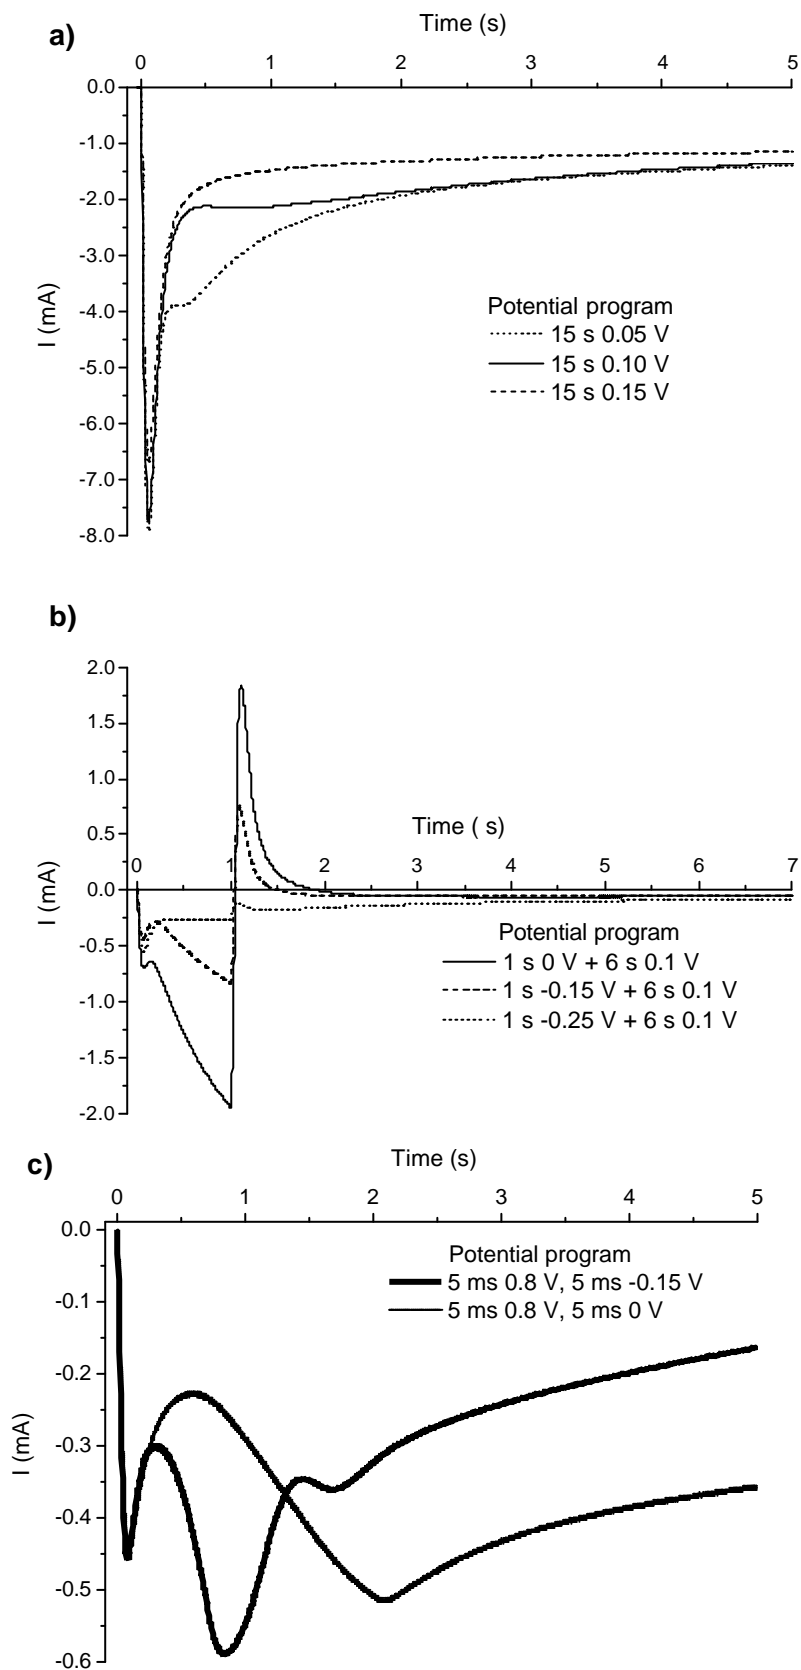 a)
Time (s)
0 1 2 3 4 5
0.0
-1.0
-2.0
-3.0
-4.0
-5.0
-6.0
-7.0
-8.0
I (mA)
Potential program
15 s 0.05 V
15 s 0.10 V
15 s 0.15 V
b)
2.0
1.5
1.0
0.5
0.0
-0.5
-1.0
-1.5
-2.0
I (mA)
Time ( s)
0 1 2 3 4 5 6 7
Potential program
1 s 0 V + 6 s 0.1 V
1 s -0.15 V + 6 s 0.1 V
1 s -0.25 V + 6 s 0.1 V
c)
Time (s)
0 1 2 3 4 5
0.0
-0.1
-0.2
-0.3
-0.4
-0.5
-0.6
I (mA)
Potential program
5 ms 0.8 V, 5 ms -0.15 V
5 ms 0.8 V, 5 ms 0 V